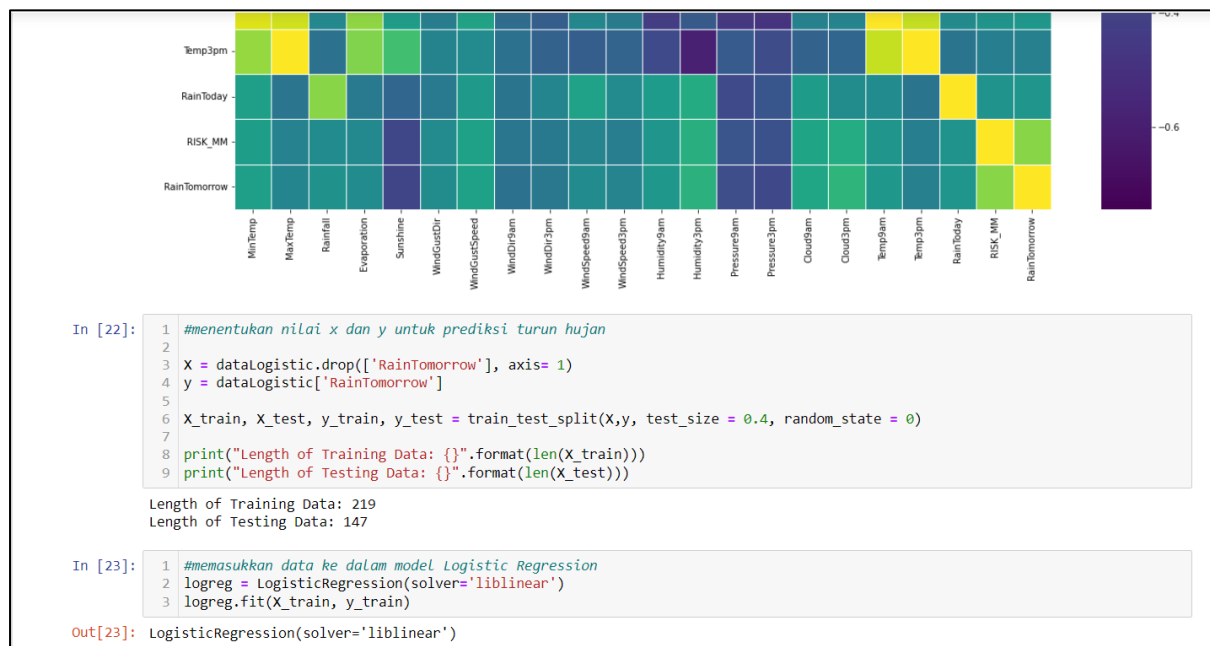 -0.4
Temp3pm
RainToday
RISK_MM
-0.6
RainTomorrow
MinTemp
MaxTemp
Rainfall
Evaporation
Sunshine
WindGustDir
WindGustSpeed
WindDir9am
WindDir3pm
WindSpeed9am
WindSpeed3pm
Humidity9am
Humidity3pm
Pressure9am
Pressure3pm
Cloud9am
Cloud3pm
Temp9am
Temp3pm
RainToday
RISK_MM
RainTomorrow
In [22]:
1 #menentukan nilai x dan y untuk prediksi turun hujan
2
3 X = dataLogistic.drop(['RainTomorrow'], axis= 1)
4 y = dataLogistic['RainTomorrow']
5
6 X_train, X_test, y_train, y_test = train_test_split(X,y, test_size = 0.4, random_state = 0)
7
8 print("Length of Training Data: {}".format(len(X_train)))
9 print("Length of Testing Data: {}".format(len(X_test)))
Length of Training Data: 219
Length of Testing Data: 147
In [23]:
1 #memasukkan data ke dalam model Logistic Regression
2 logreg = LogisticRegression(solver='liblinear')
3 logreg.fit(X_train, y_train)
Out[23]: LogisticRegression(solver='liblinear')